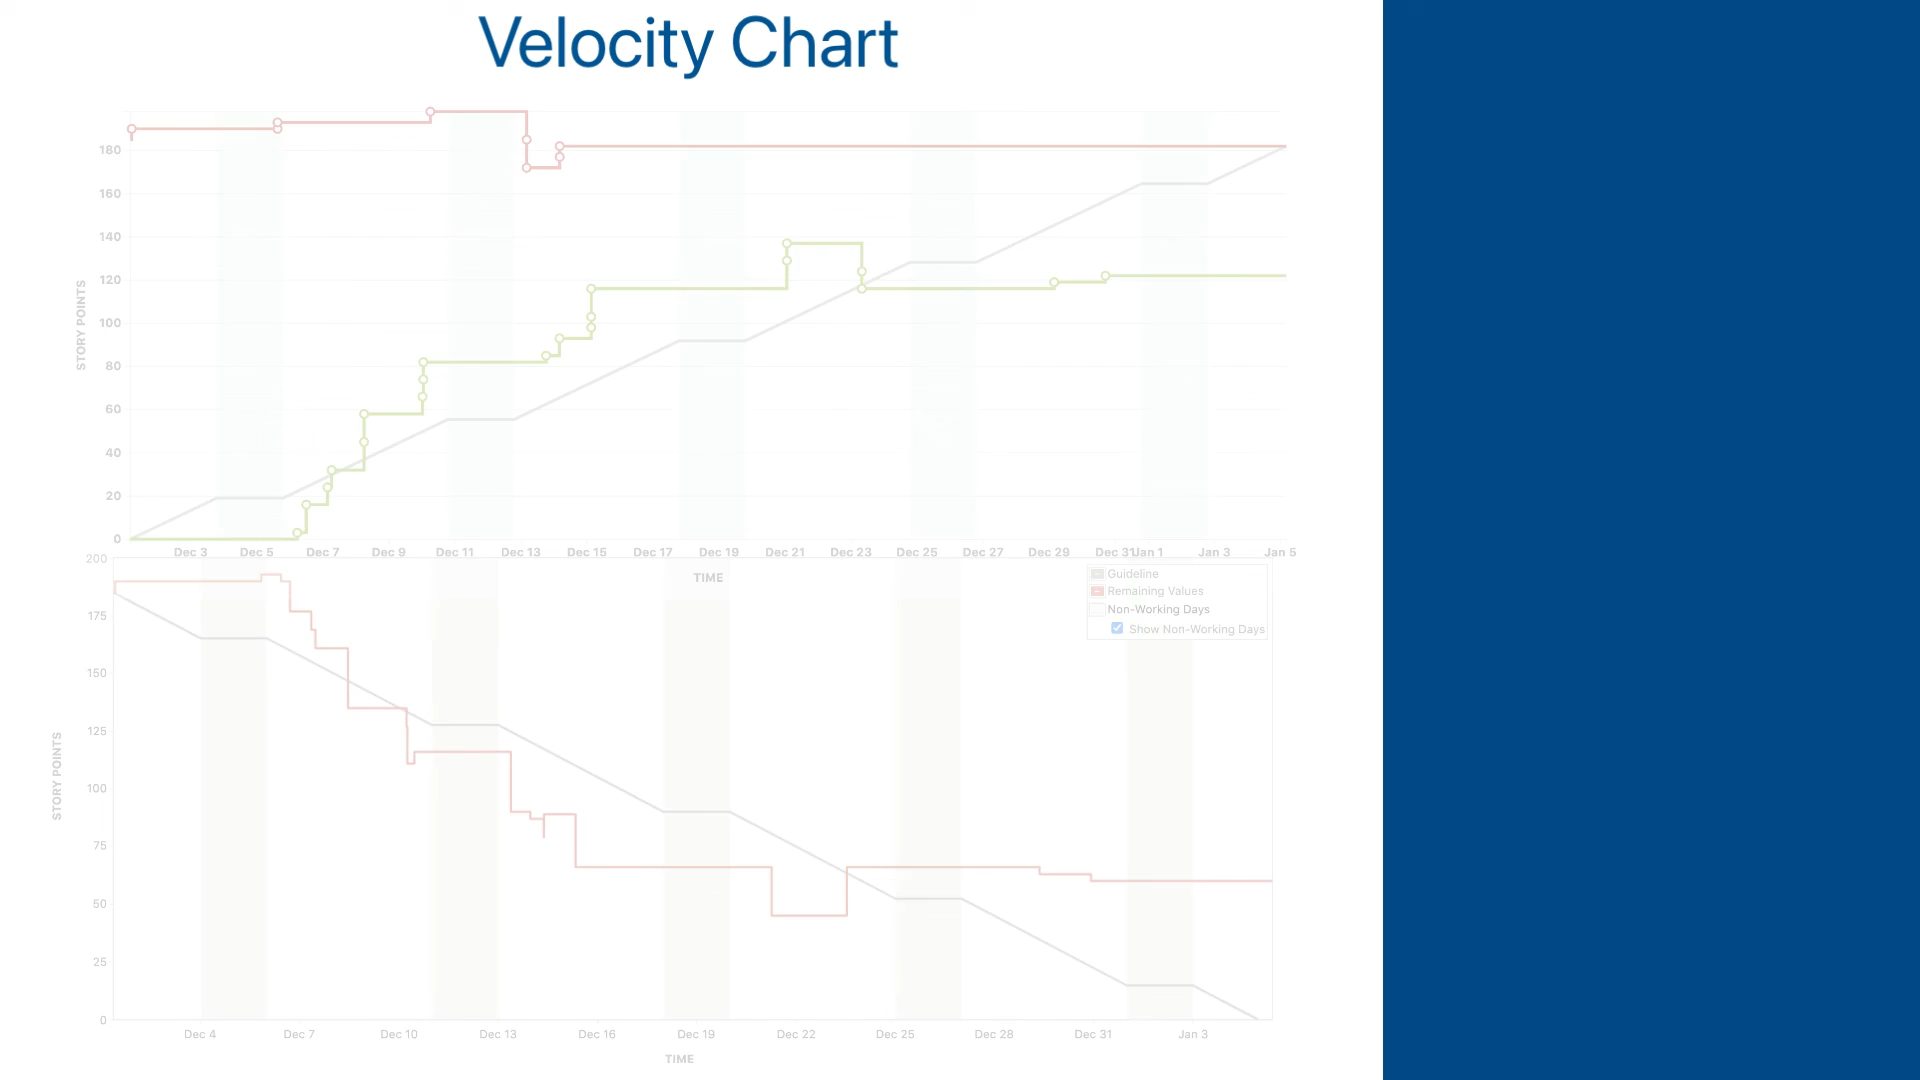 Velocity Chart
180
160
140
120
100
80
60
40
20
0
STORY POINTS
Dec 3 Dec 5 Dec 7 Dec 9 Dec 11 Dec 13 Dec 15 Dec 17 Dec 19 Dec 21 Dec 23 Dec 25 Dec 27 Dec 29 Dec 31 Jan 1 Jan 3 Jan 5
TIME
Guideline
Remaining Values
Non-Working Days
Show Non-Working Days
200
175
150
125
100
75
50
25
0
STORY POINTS
Dec 4 Dec 7 Dec 10 Dec 13 Dec 16 Dec 19 Dec 22 Dec 25 Dec 28 Dec 31 Jan 3
TIME